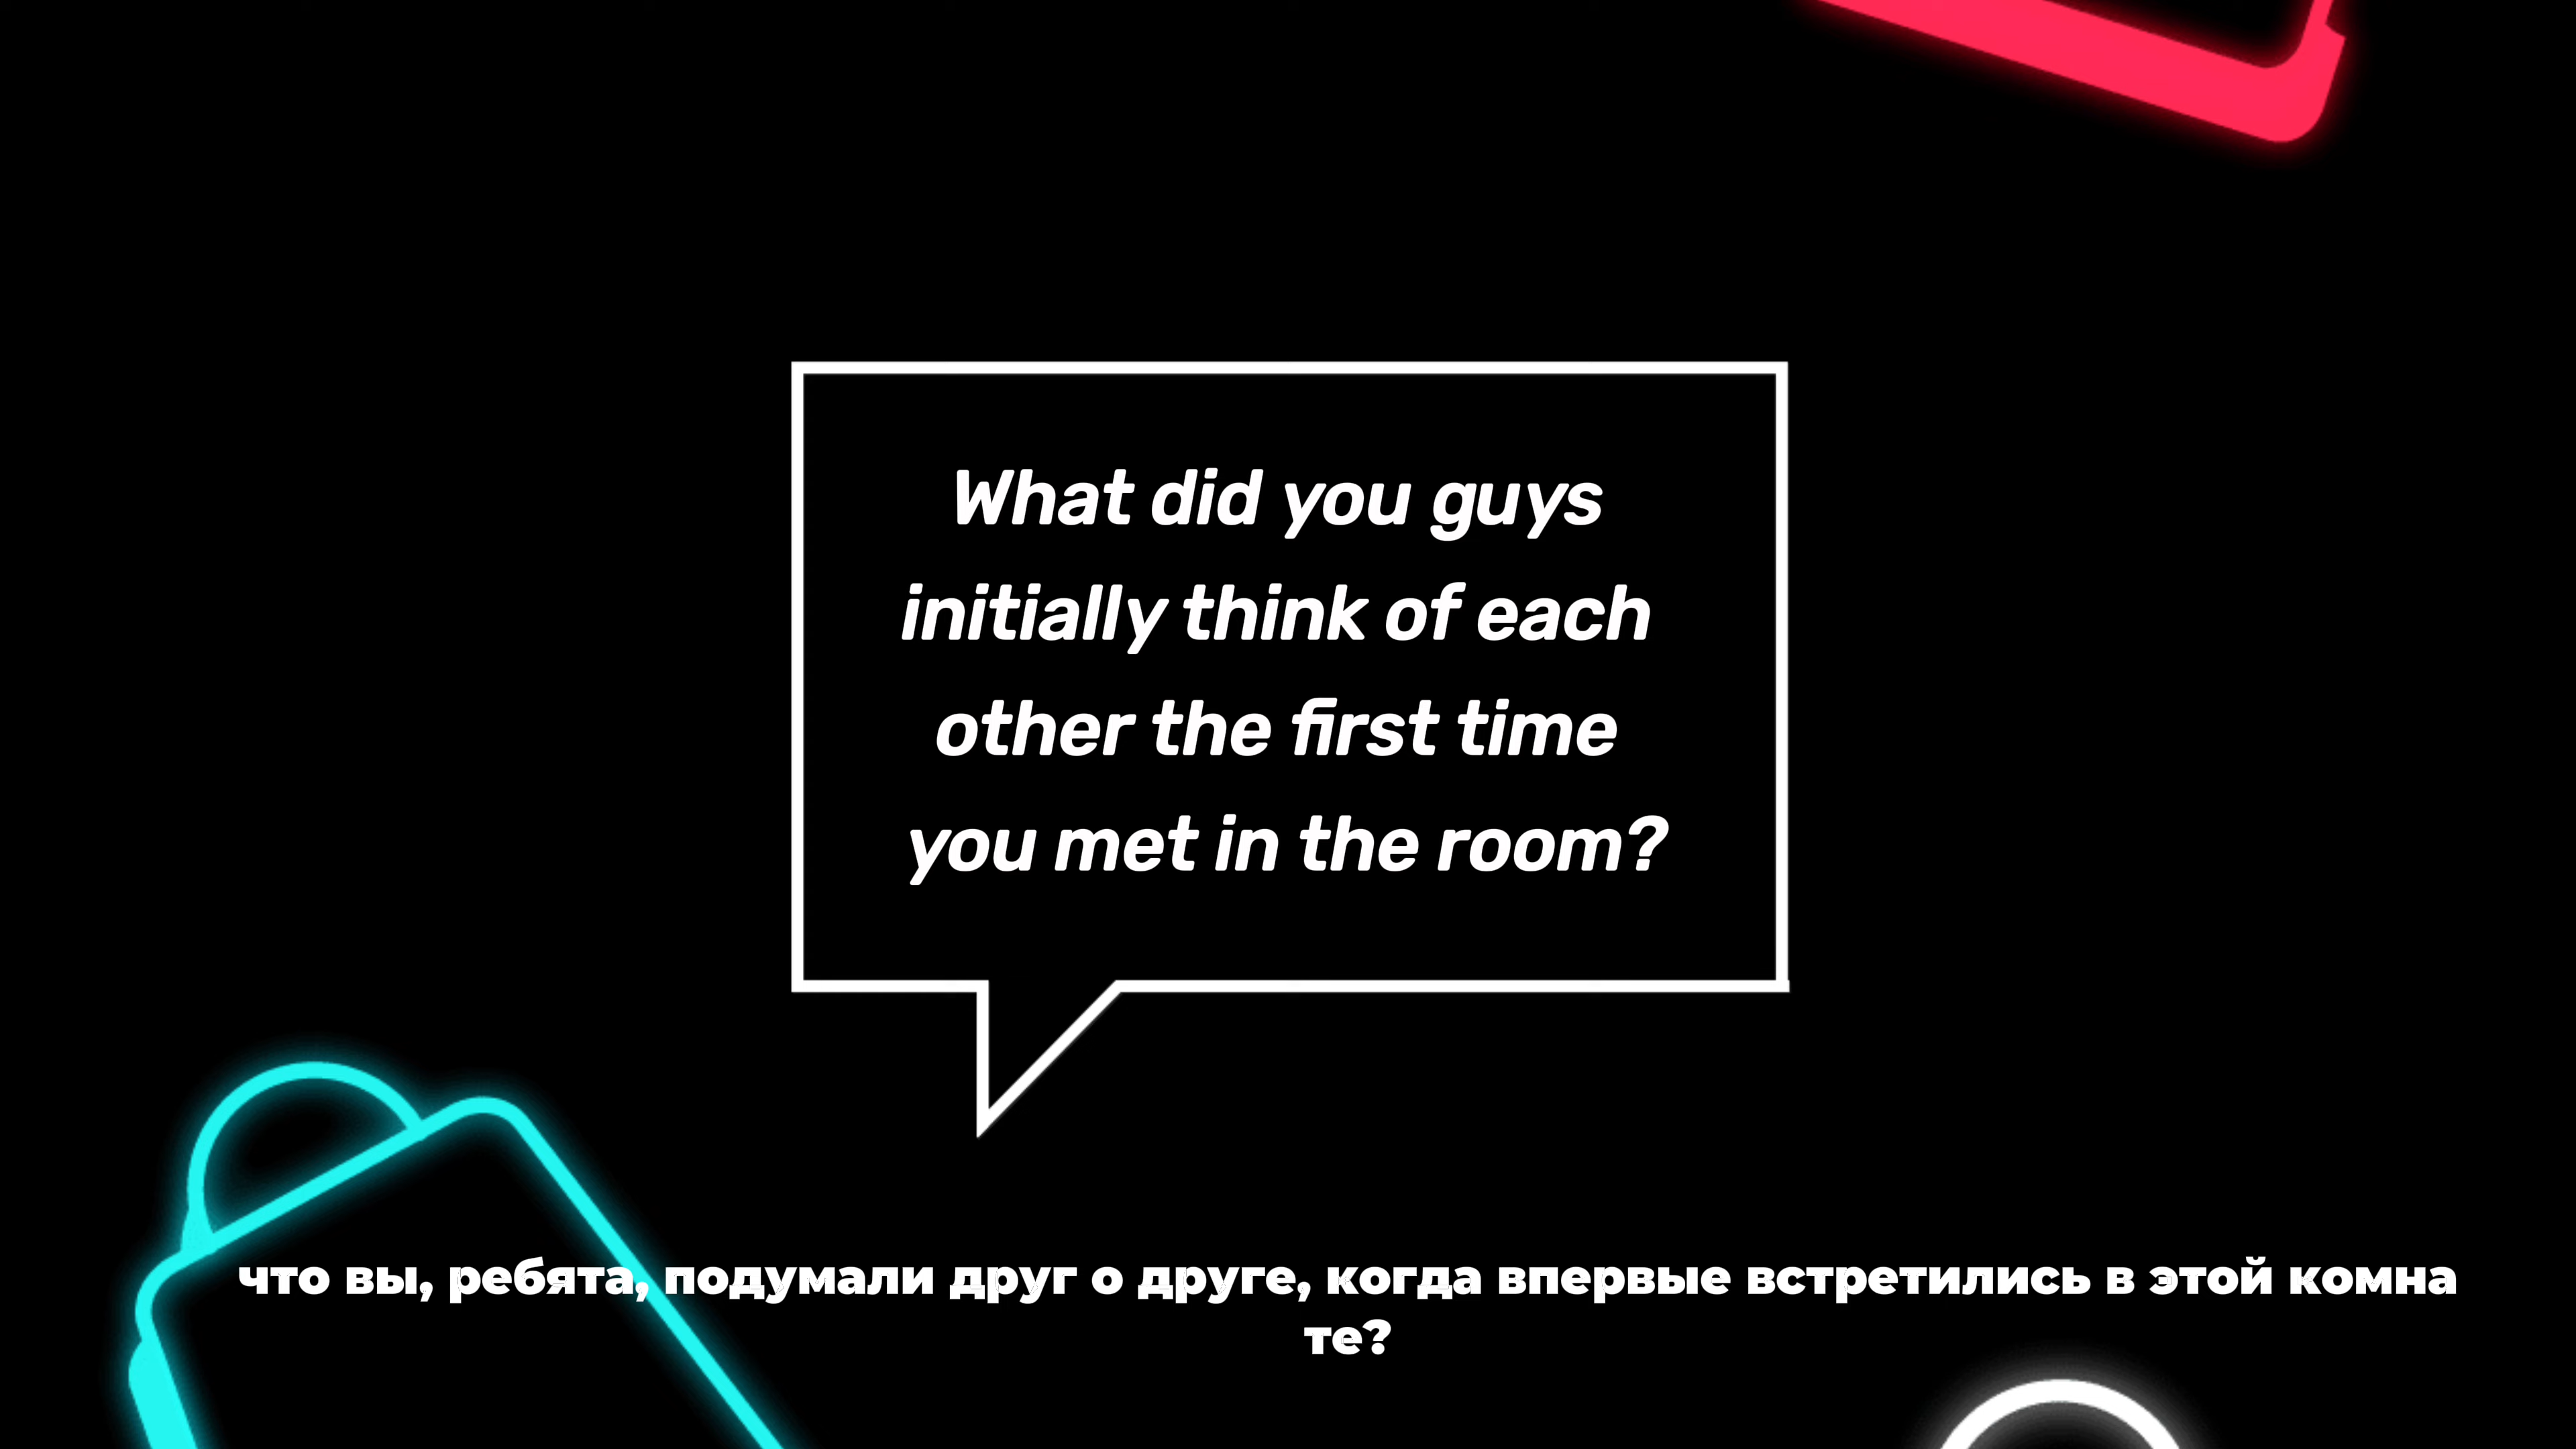 What did you guys
initially think of each
other the first time
you met in the room?
что вы, ребята, подумали друг о друге, когда впервые встретились в этой комна
те?